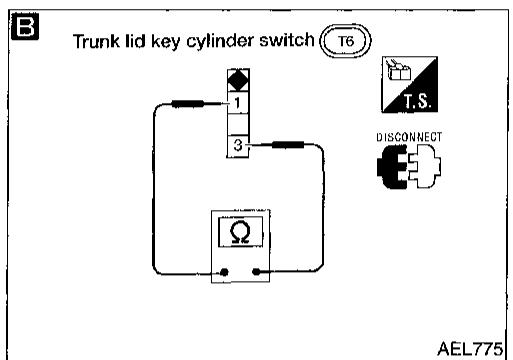 B
Trunk lid key cylinder switch T6
1
T.S.
DISCONNECT
3
Ω
AEL775